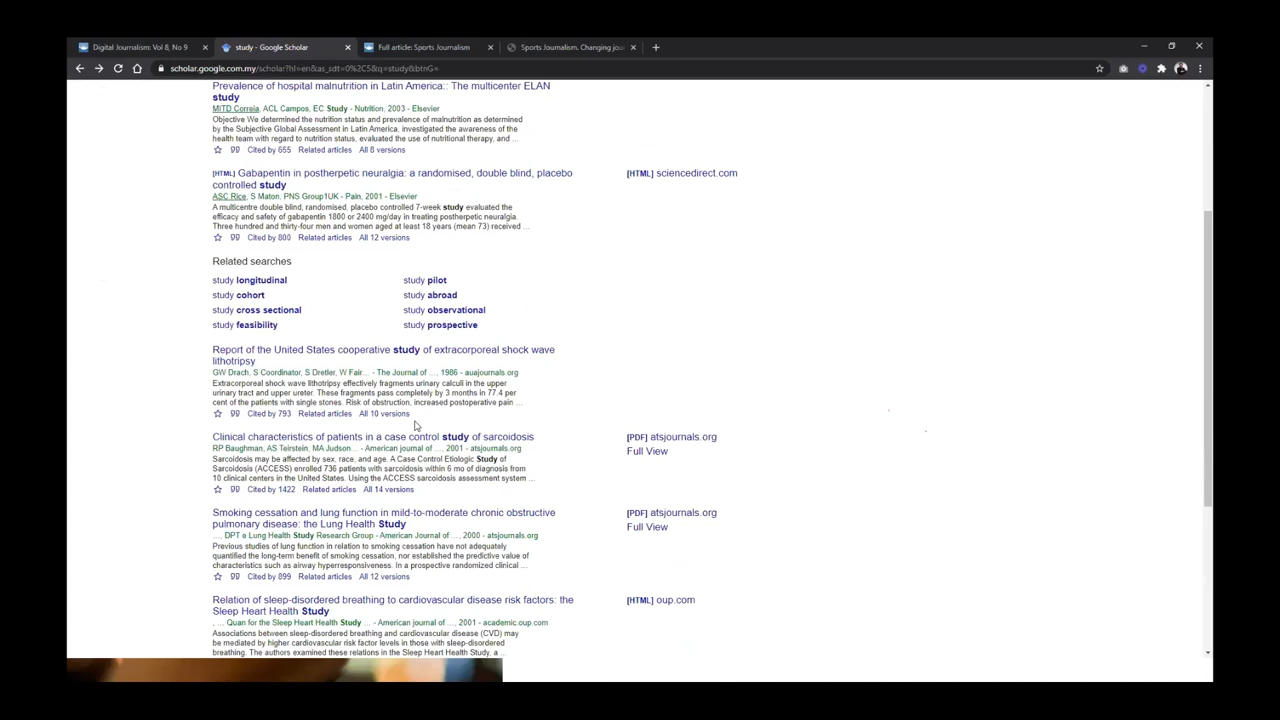 Digital Journalism: Vol 8, No 9
study - Google Scholar
Full article: Sports Journalism
Sports Journalism. Changing jou
scholar.google.com.my/scholar?hl=en&as_sdt=0%2C5&q=study&btnG=
Prevalence of hospital malnutrition in Latin America:: The multicenter ELAN
study
MITD Correia, ACL Campos, EC Study - Nutrition, 2003 - Elsevier
Objective We determined the nutrition status and prevalence of malnutrition as determined
by the Subjective Global Assessment in Latin America, investigated the awareness of the
health team with regard to nutrition status, evaluated the use of nutritional therapy, and ...
Cited by 655 Related articles All 8 versions
[HTML] Gabapentin in postherpetic neuralgia: a randomised, double blind, placebo
controlled study
[HTML] sciencedirect.com
ASC Rice, S Maton, PNS Group1UK - Pain, 2001 - Elsevier
A multicentre double blind, randomised, placebo controlled 7-week study evaluated the
efficacy and safety of gabapentin 1800 or 2400 mg/day in treating postherpetic neuralgia.
Three hundred and thirty-four men and women aged at least 18 years (mean 73) received ...
Cited by 800 Related articles All 12 versions
Related searches
study longitudinal
study pilot
study cohort
study abroad
study cross sectional
study observational
study feasibility
study prospective
Report of the United States cooperative study of extracorporeal shock wave
lithotripsy
GW Drach, S Coordinator, S Dretler, W Fair... - The Journal of ..., 1986 - auajournals.org
Extracorporeal shock wave lithotripsy effectively fragments urinary calculi in the upper
urinary tract and upper ureter. These fragments pass completely by 3 months in 77.4 per
cent of the patients with single stones. Risk of obstruction, increased postoperative pain ...
Cited by 793 Related articles All 10 versions
Clinical characteristics of patients in a case control study of sarcoidosis
[PDF] atsjournals.org
RP Baughman, AS Teirstein, MA Judson... - American journal of ..., 2001 - atsjournals.org
Full View
Sarcoidosis may be affected by sex, race, and age. A Case Control Etiologic Study of
Sarcoidosis (ACCESS) enrolled 736 patients with sarcoidosis within 6 mo of diagnosis from
10 clinical centers in the United States. Using the ACCESS sarcoidosis assessment system ...
Cited by 1422 Related articles All 14 versions
Smoking cessation and lung function in mild-to-moderate chronic obstructive
pulmonary disease: the Lung Health Study
[PDF] atsjournals.org
Full View
..., DPT e Lung Health Study Research Group - American Journal of ..., 2000 - atsjournals.org
Previous studies of lung function in relation to smoking cessation have not adequately
quantified the long-term benefit of smoking cessation, nor established the predictive value of
characteristics such as airway hyperresponsiveness. In a prospective randomized clinical ...
Cited by 899 Related articles All 12 versions
Relation of sleep-disordered breathing to cardiovascular disease risk factors: the
Sleep Heart Health Study
[HTML] oup.com
, ... Quan for the Sleep Heart Health Study ... - American journal of ..., 2001 - academic.oup.com
Associations between sleep-disordered breathing and cardiovascular disease (CVD) may
be mediated by higher cardiovascular risk factor levels in those with sleep-disordered
breathing. The authors examined these relations in the Sleep Heart Health Study, a ...